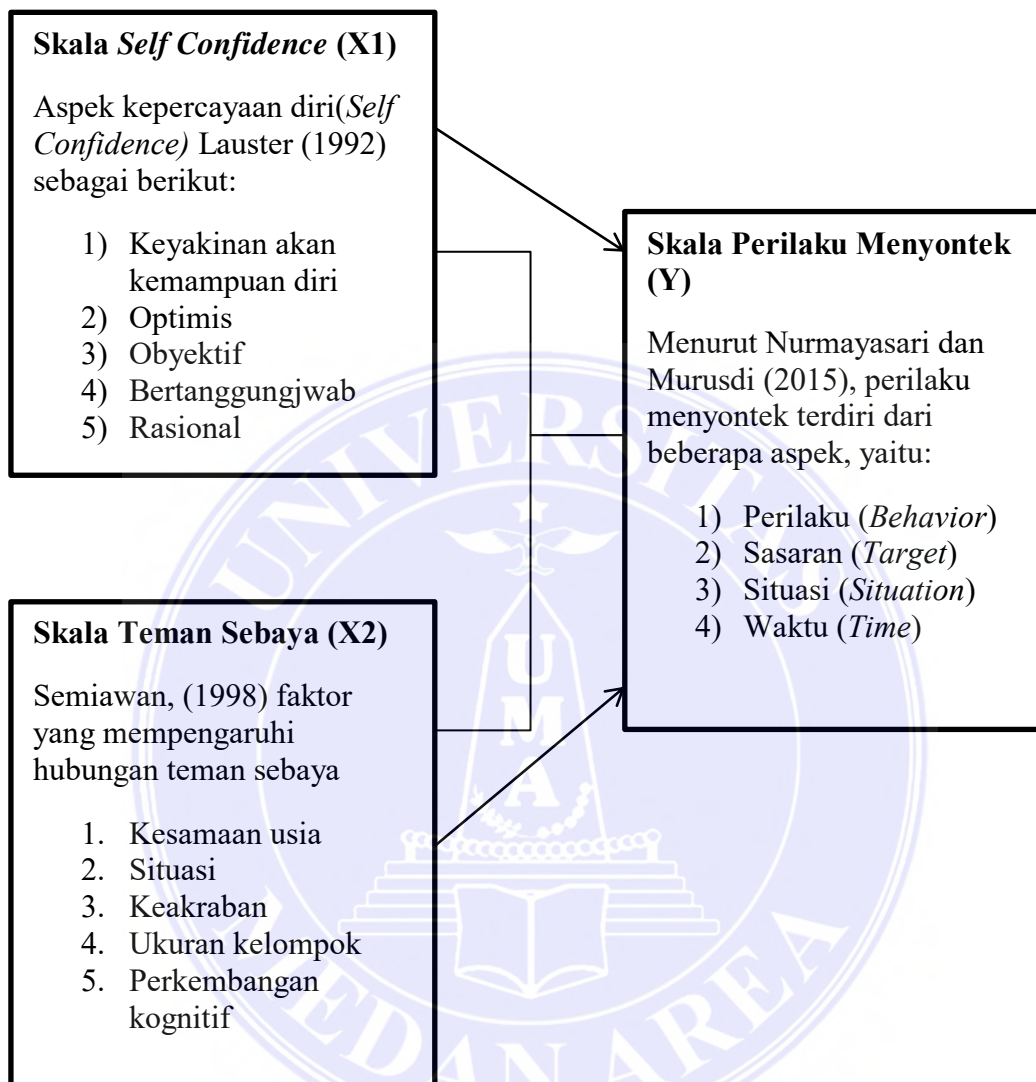 Skala Self Confidence (X1)
Aspek kepercayaan diri(Self
Confidence) Lauster (1992)
sebagai berikut:
1) Keyakinan akan
kemampuan diri
2) Optimis
3) Obyektif
4) Bertanggungjwab
5) Rasional
Skala Teman Sebaya (X2)
Semiawan, (1998) faktor
yang mempengaruhi
hubungan teman sebaya
1. Kesamaan usia
2. Situasi
3. Keakraban
4. Ukuran kelompok
5. Perkembangan
kognitif
Skala Perilaku Menyontek
(Y)
Menurut Nurmayasari dan
Murusdi (2015), perilaku
menyontek terdiri dari
beberapa aspek, yaitu:
1) Perilaku (Behavior)
2) Sasaran (Target)
3) Situasi (Situation)
4) Waktu (Time)
UNIVERSITAS
MEDAN AREA
U
M
A